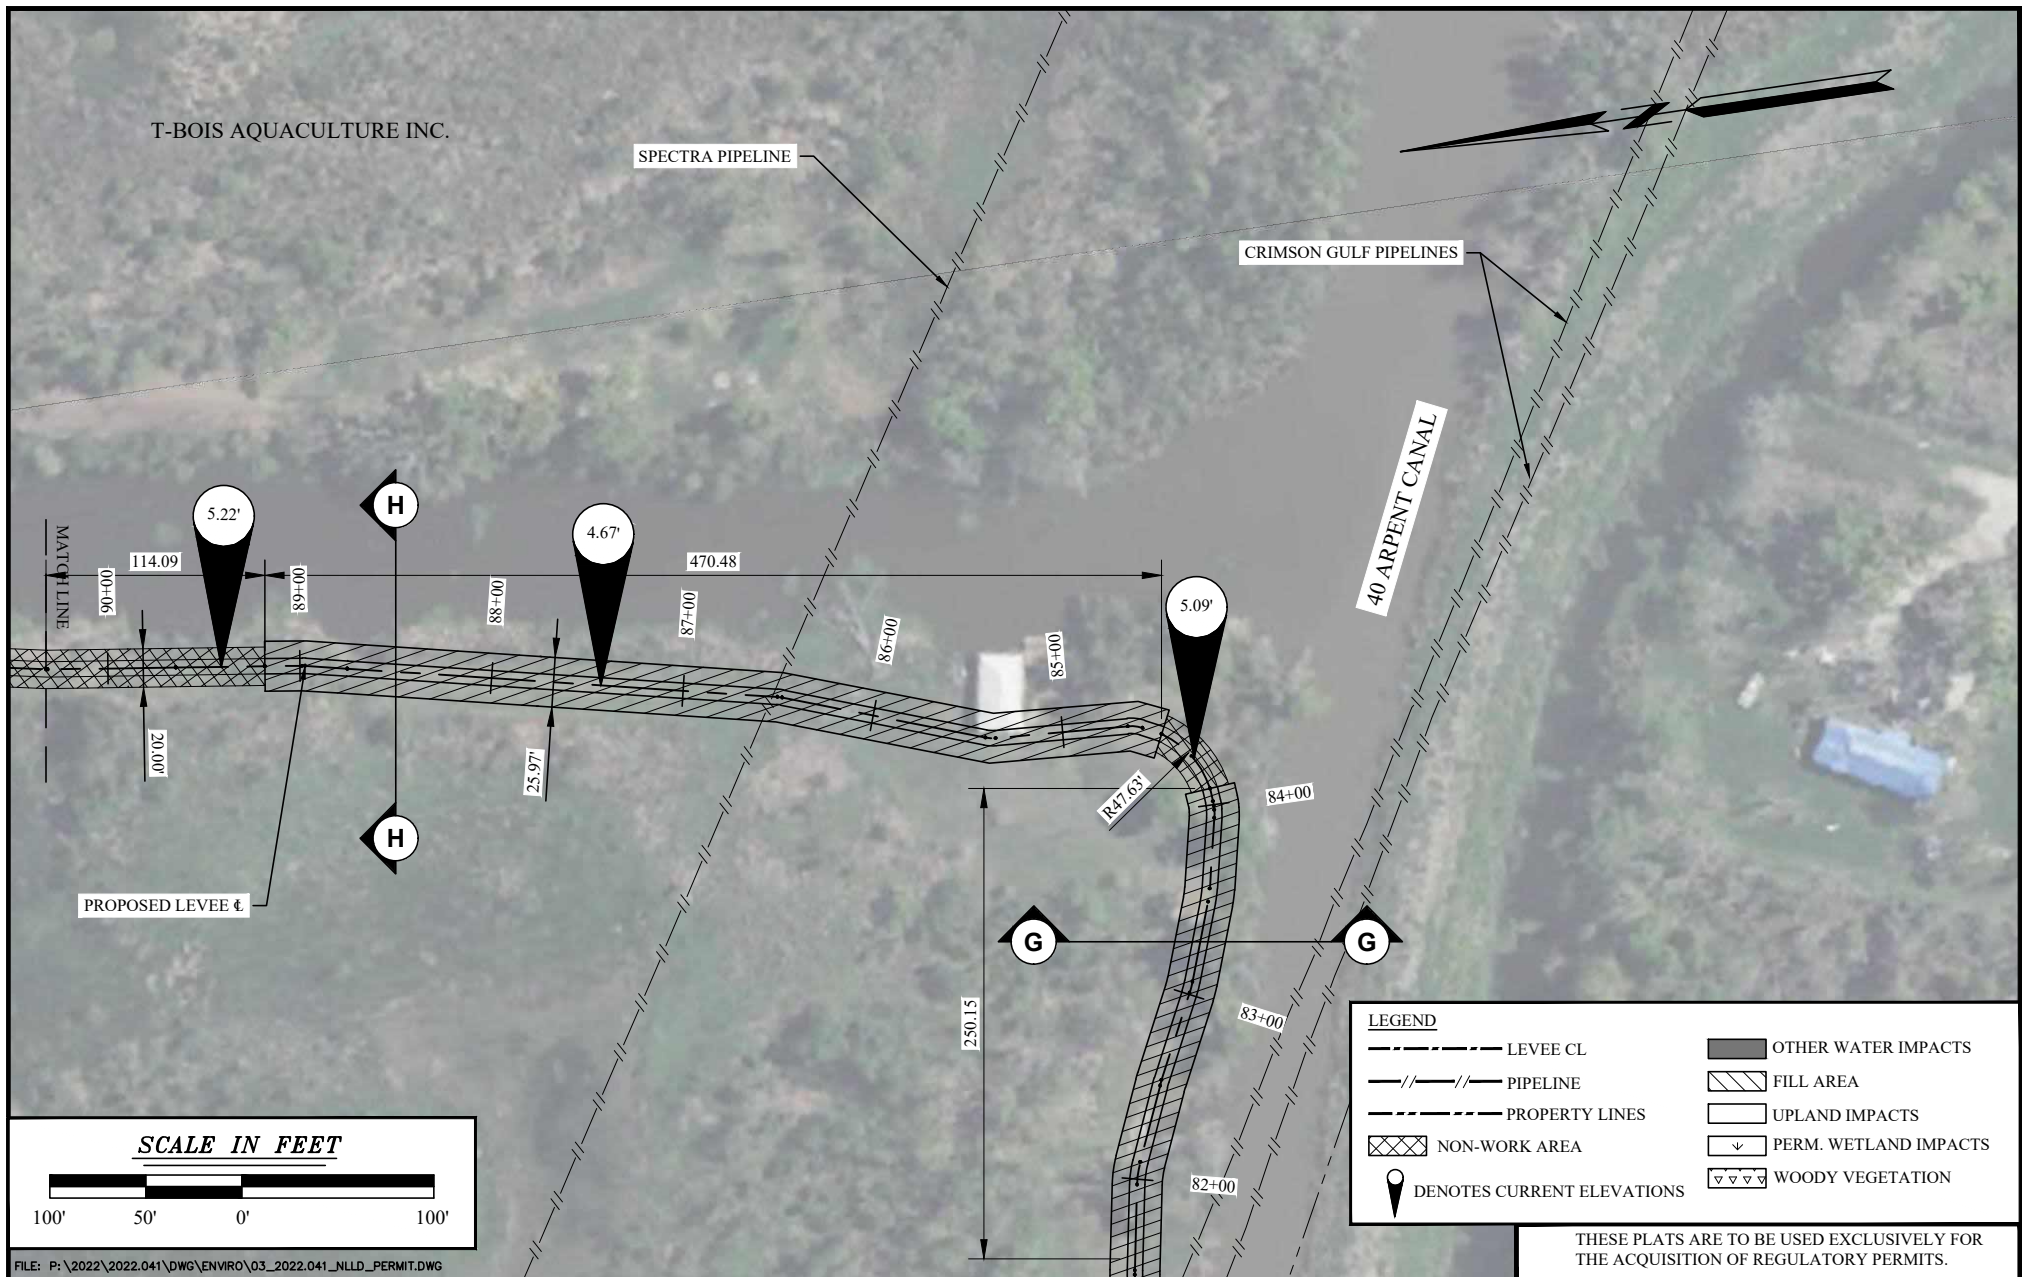 T-BOIS AQUACULTURE INC.
SPECTRA PIPELINE
CRIMSON GULF PIPELINES
40 ARPENT CANAL
MATCH LINE
114.09
470.48
5.22'
4.67'
5.09'
H
90+00
89+00
88+00
87+00
86+00
85+00
84+00
83+00
82+00
20.00'
25.97'
R47.63'
250.15
H
PROPOSED LEVEE ℄
G
G
LEGEND
LEVEE CL
PIPELINE
PROPERTY LINES
NON-WORK AREA
DENOTES CURRENT ELEVATIONS
OTHER WATER IMPACTS
FILL AREA
UPLAND IMPACTS
PERM. WETLAND IMPACTS
WOODY VEGETATION
SCALE IN FEET
100' 50' 0' 100'
FILE: P:\2022\2022.041\DWG\ENVIRO\03_2022.041_NLLD_PERMIT.DWG
THESE PLATS ARE TO BE USED EXCLUSIVELY FOR
THE ACQUISITION OF REGULATORY PERMITS.